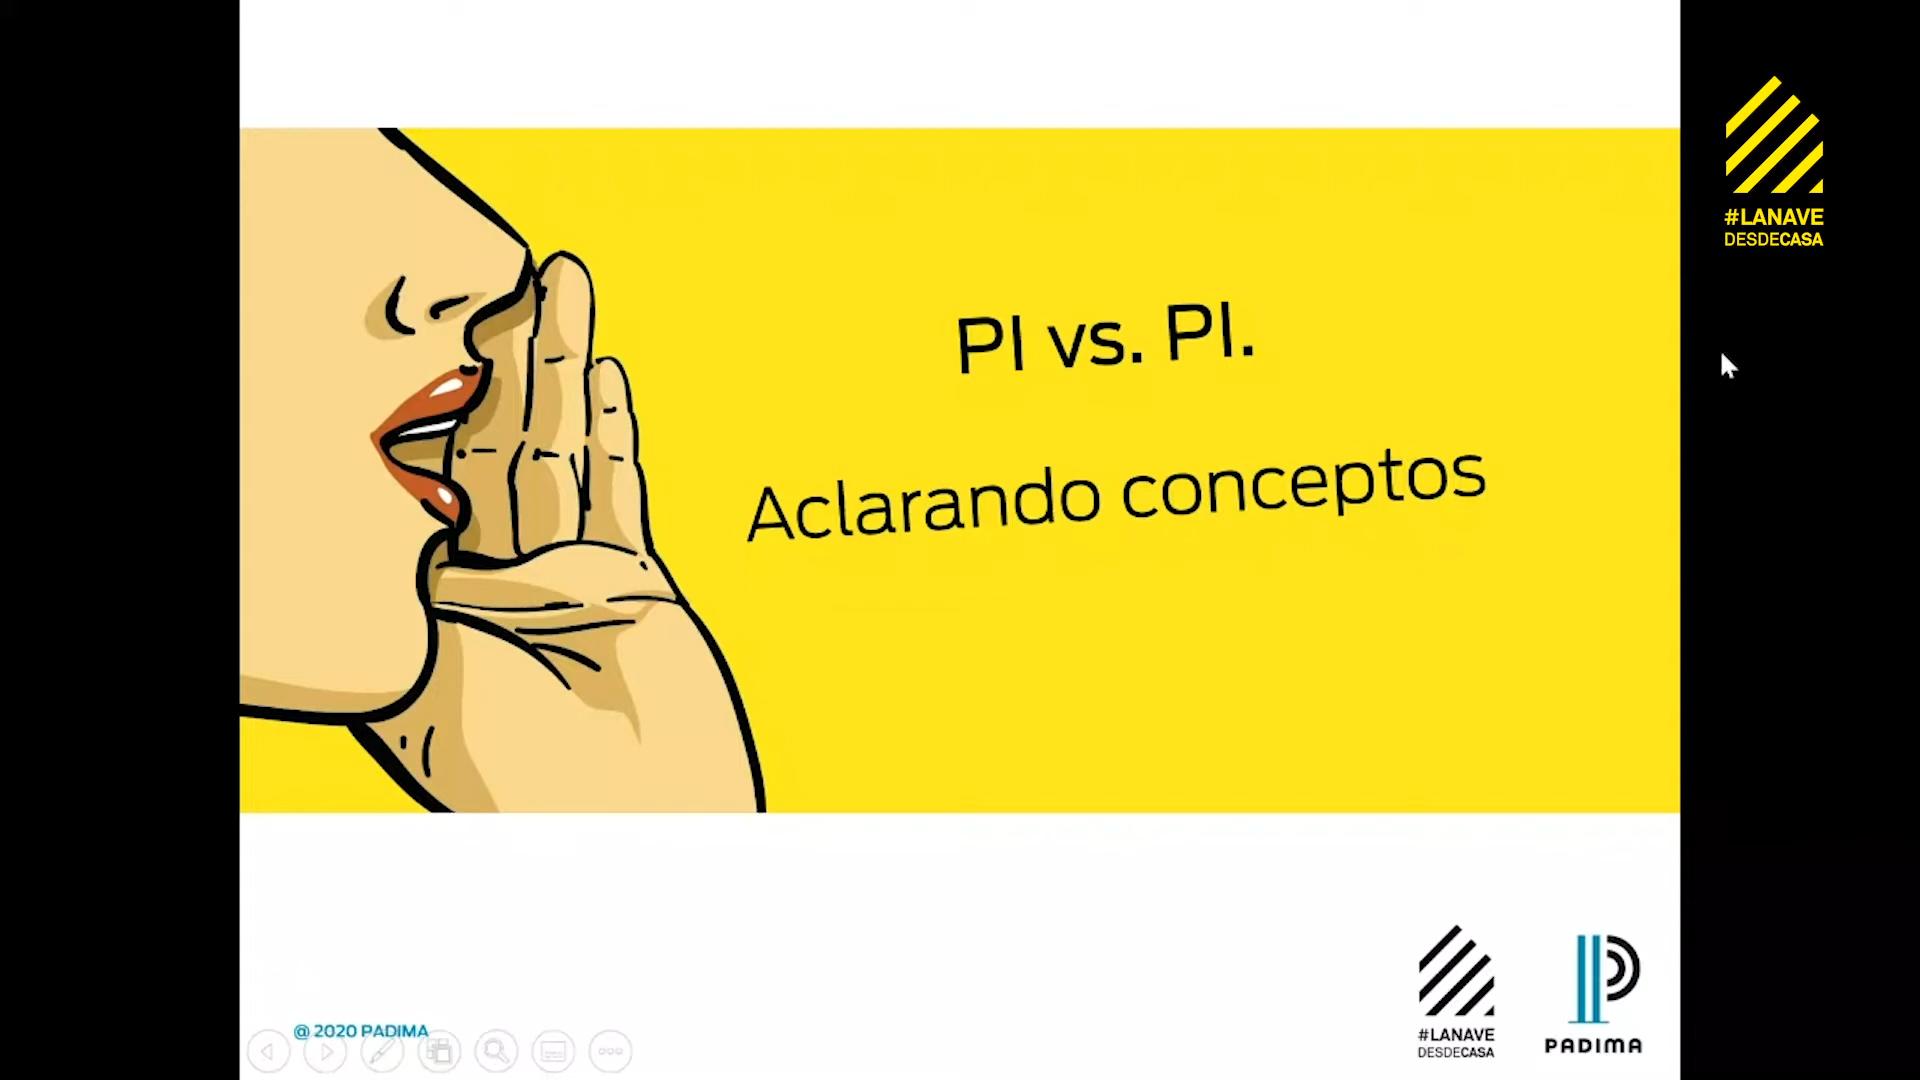 #LANAVE
DESDECASA
PI vs. PI.
Aclarando conceptos
@ 2020 PADIMA
#LANAVE
DESDECASA
PADIMA